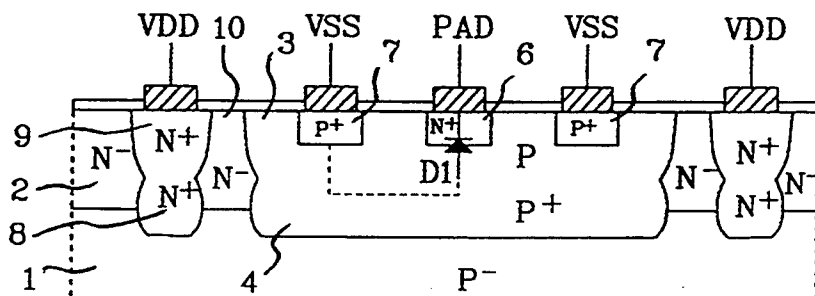 VDD 10 3 VSS 7 PAD 6 VSS 7 VDD
9 N+ P+ N+ P+ N+
N- N- D1 P N- N-
2 N+ P+ N+
8
1 4 P-